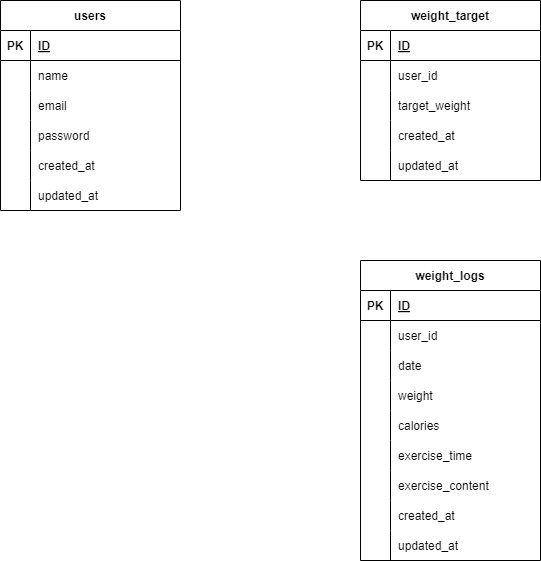 users
PK ID
name
email
password
created_at
updated_at
weight_target
PK ID
user_id
target_weight
created_at
updated_at
weight_logs
PK ID
user_id
date
weight
calories
exercise_time
exercise_content
created_at
updated_at